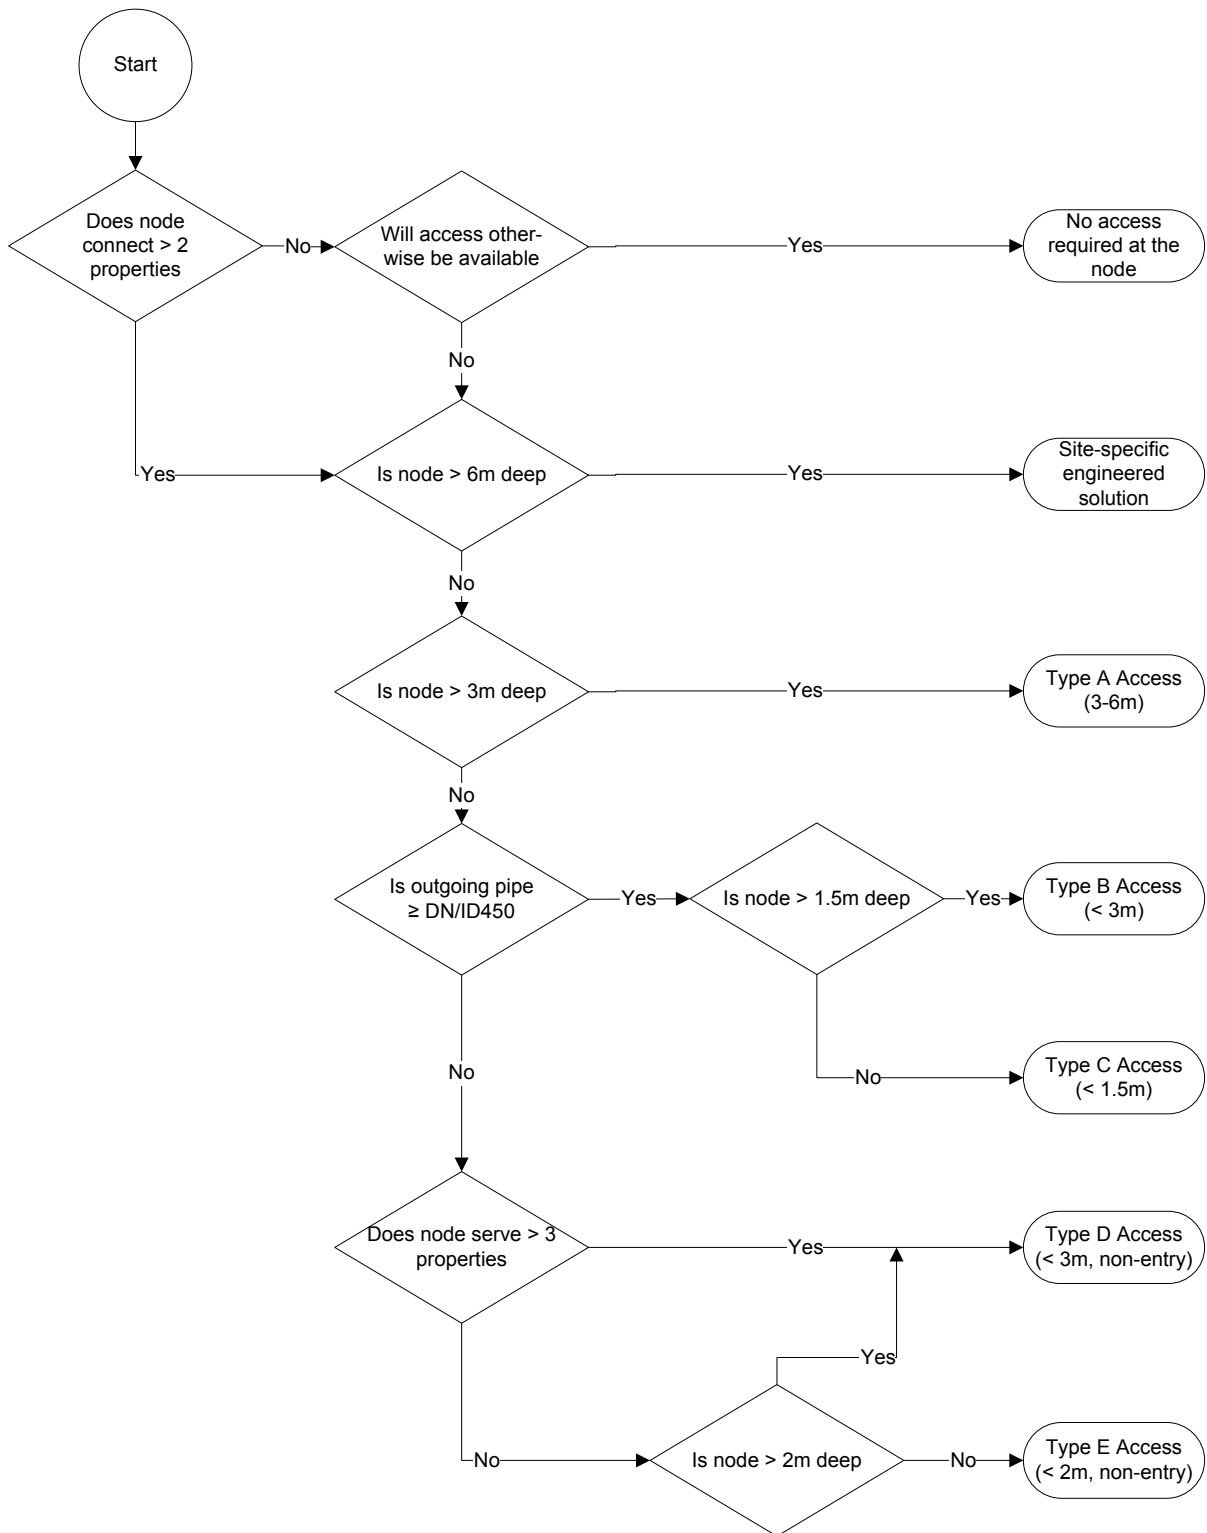 Start
Does node
connect > 2
properties
No
Will access other-
wise be available
Yes
No access
required at the
node
No
Yes
Is node > 6m deep
Yes
Site-specific
engineered
solution
No
Is node > 3m deep
Yes
Type A Access
(3-6m)
No
Is outgoing pipe
≥ DN/ID450
Yes
Is node > 1.5m deep
Yes
Type B Access
(< 3m)
No
No
Type C Access
(< 1.5m)
Does node serve > 3
properties
Yes
Type D Access
(< 3m, non-entry)
Yes
No
Is node > 2m deep
No
Type E Access
(< 2m, non-entry)